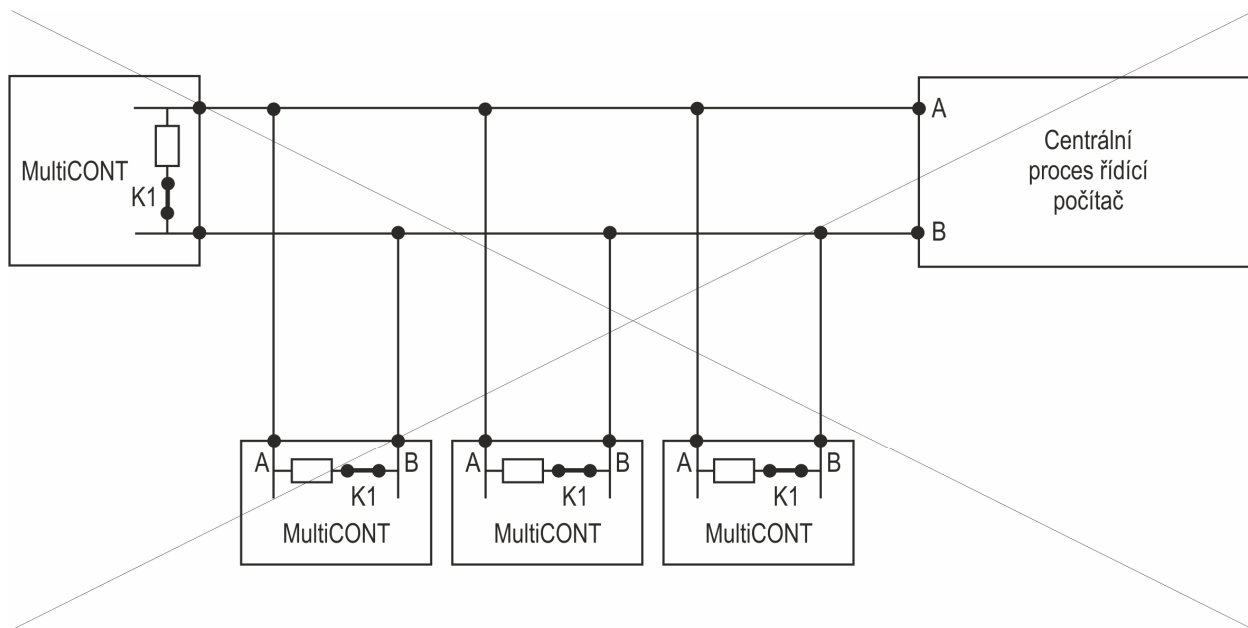 MultiCONT
K1
A
Centrální
proces řídící
počítač
B
A
B
K1
MultiCONT
A
B
K1
MultiCONT
A
B
K1
MultiCONT